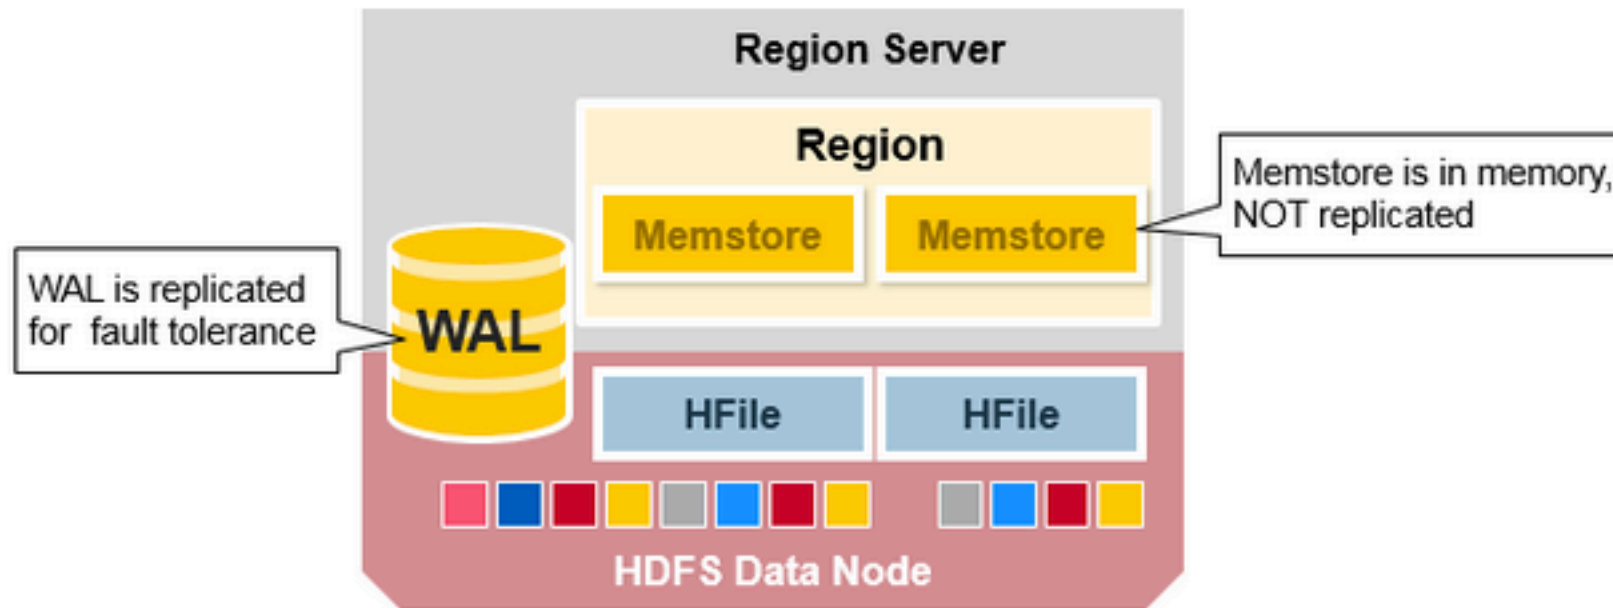 Region Server
Region
Memstore is in memory,
NOT replicated
Memstore Memstore
WAL is replicated
for fault tolerance
WAL
HFile HFile
HDFS Data Node